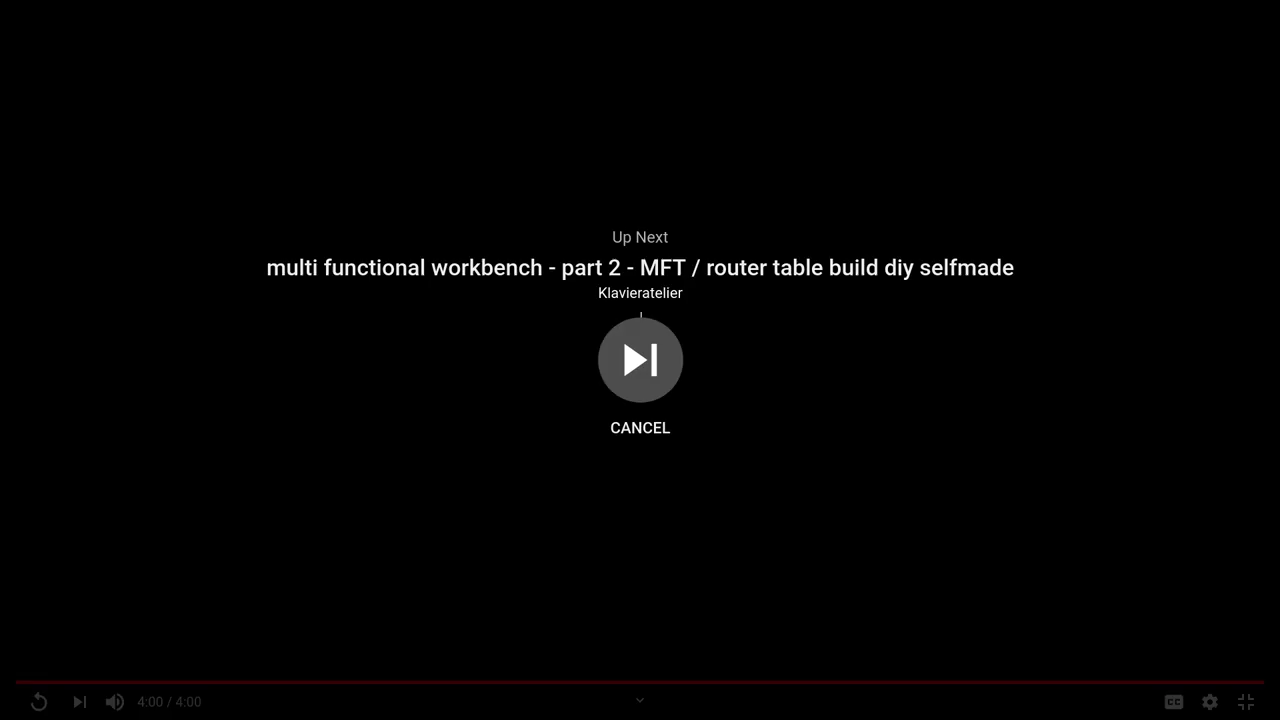 Up Next
multi functional workbench - part 2 - MFT / router table build diy selfmade
Klavieratelier
CANCEL
4:00 / 4:00
CC